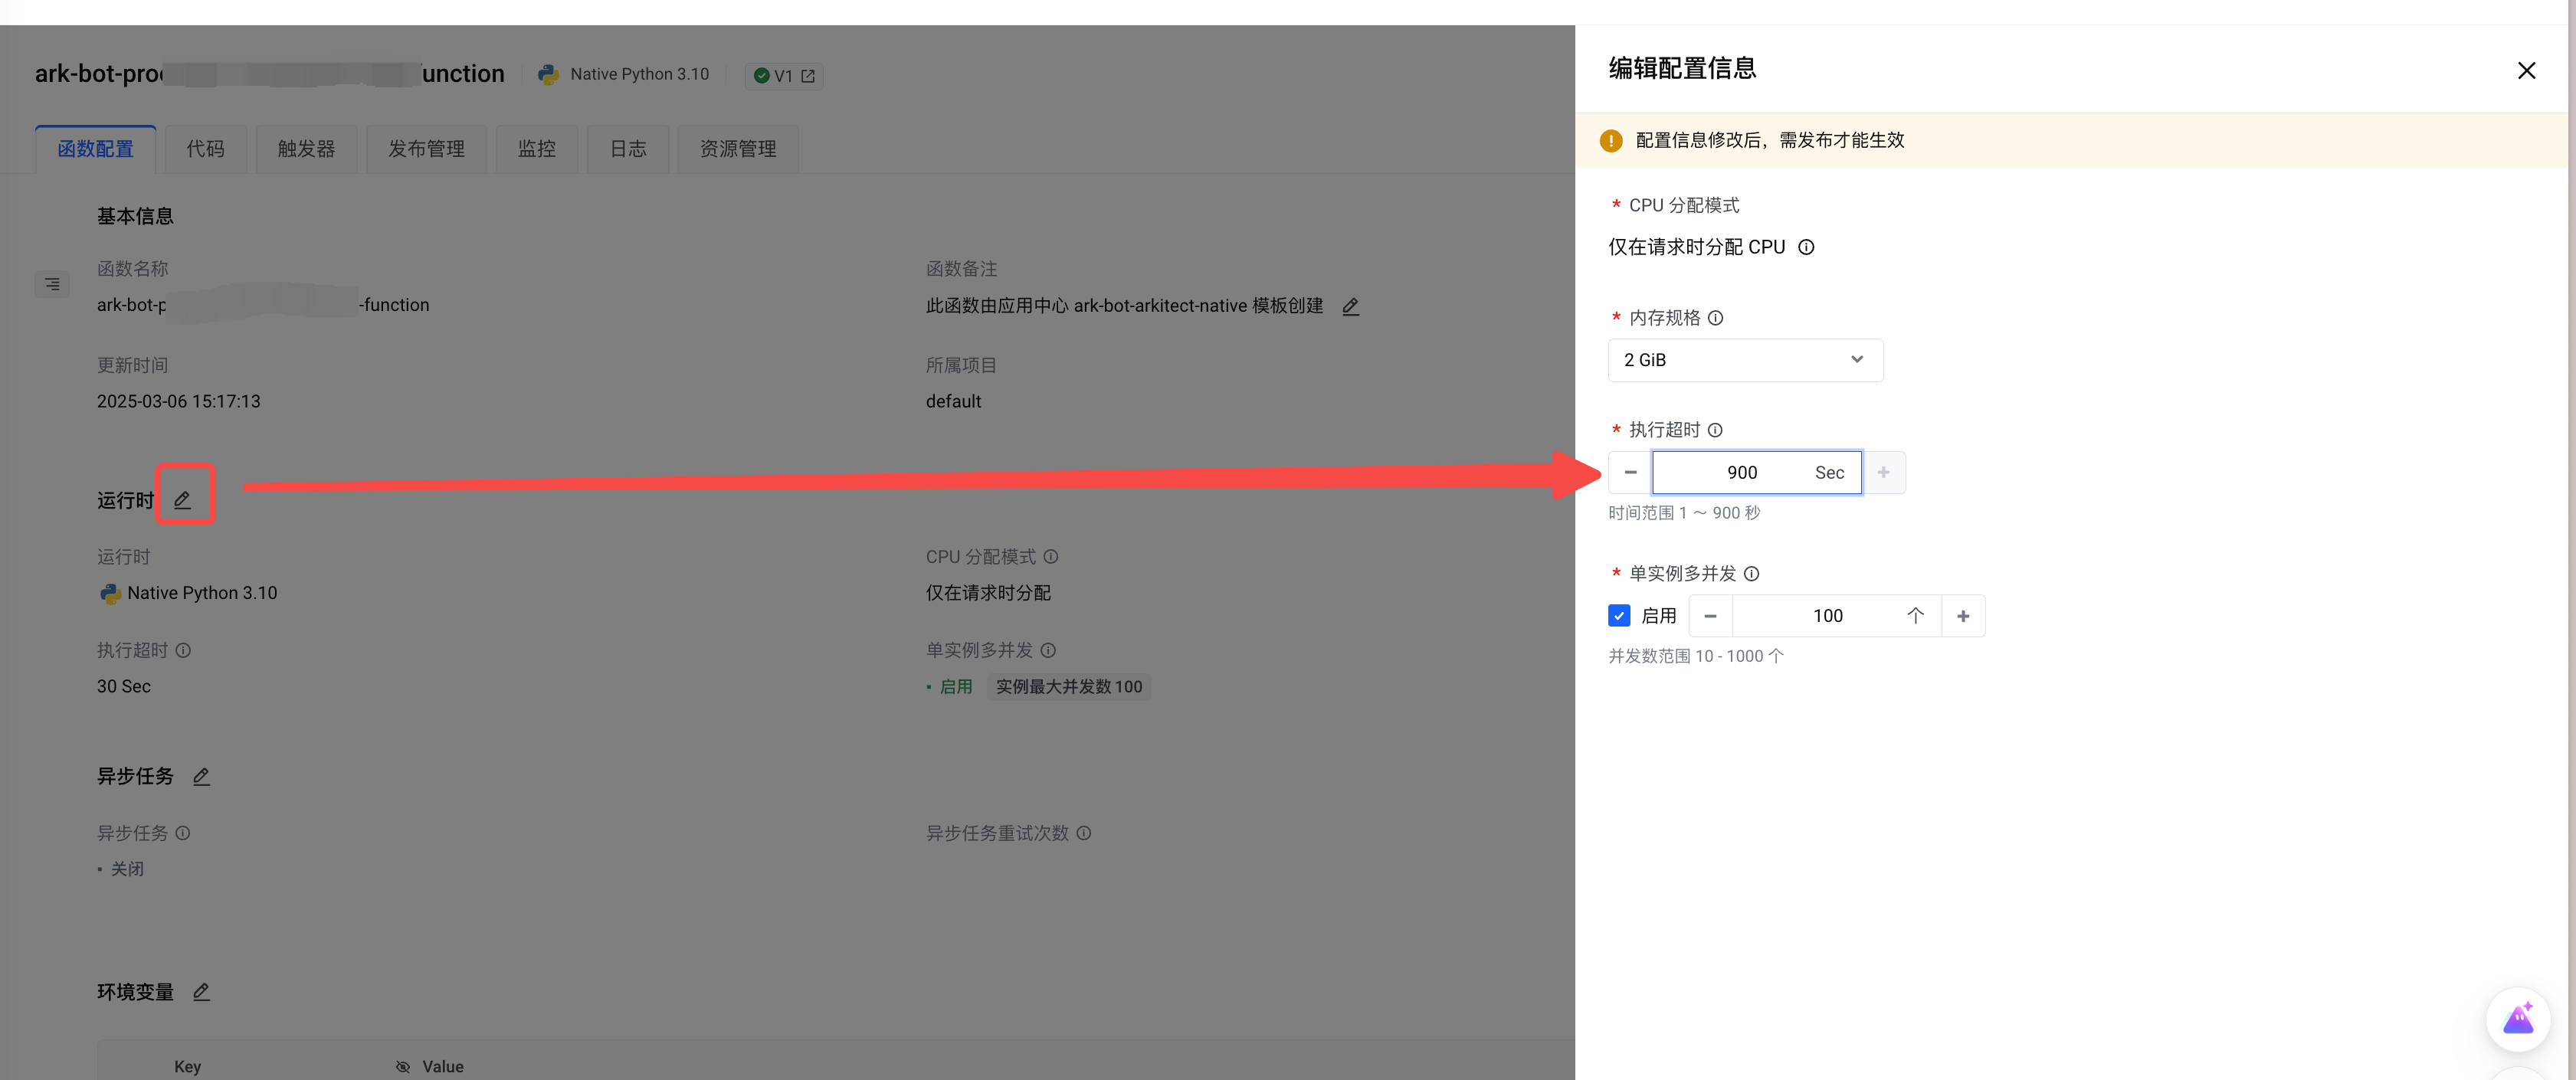 ark-bot-pro
unction
Native Python 3.10
V1
函数配置
代码
触发器
发布管理
监控
日志
资源管理
基本信息
函数名称
ark-bot-p
-function
函数备注
此函数由应用中心 ark-bot-arkitect-native 模板创建
更新时间
2025-03-06 15:17:13
所属项目
default
运行时
运行时
Native Python 3.10
CPU 分配模式
仅在请求时分配
执行超时
30 Sec
单实例多并发
启用
实例最大并发数 100
异步任务
异步任务
关闭
异步任务重试次数
环境变量
Key
Value
编辑配置信息
配置信息修改后，需发布才能生效
* CPU 分配模式
仅在请求时分配 CPU
* 内存规格
2 GiB
* 执行超时
900 Sec
时间范围 1 ～ 900 秒
* 单实例多并发
启用
100 个
并发数范围 10 - 1000 个